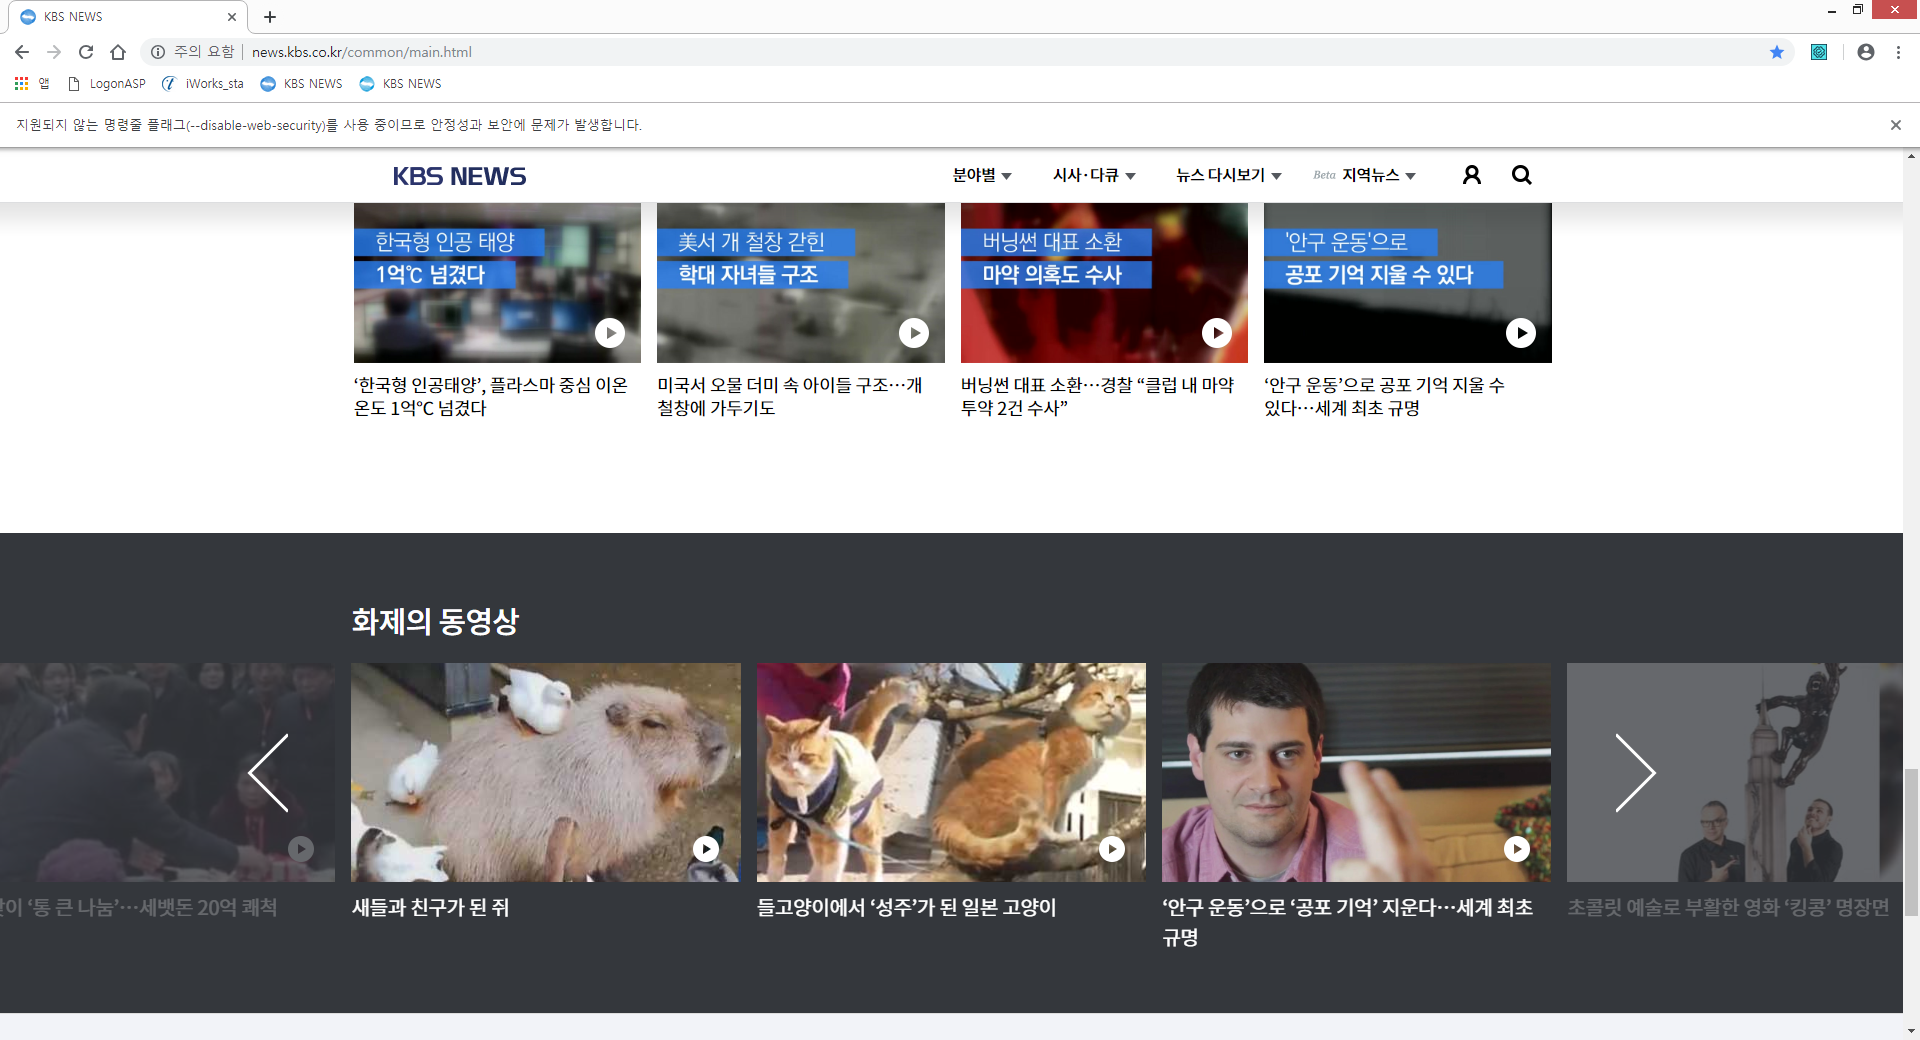 KBS NEWS
주의 요함
news.kbs.co.kr/common/main.html
앱
LogonASP
iWorks_sta
KBS NEWS
KBS NEWS
지원되지 않는 명령줄 플래그(--disable-web-security)를 사용 중이므로 안정성과 보안에 문제가 발생합니다.
KBS NEWS
분야별
시사·다큐
뉴스 다시보기
Beta 지역뉴스
한국형 인공 태양
1억℃ 넘겼다
美서 개 철창 갇힌
학대 자녀들 구조
버닝썬 대표 소환
마약 의혹도 수사
'안구 운동'으로
공포 기억 지울 수 있다
‘한국형 인공태양’, 플라스마 중심 이온
온도 1억℃ 넘겼다
미국서 오물 더미 속 아이들 구조…개
철창에 가두기도
버닝썬 대표 소환…경찰 “클럽 내 마약
투약 2건 수사”
‘안구 운동’으로 공포 기억 지울 수
있다…세계 최초 규명
화제의 동영상
‘통 큰 나눔’…세뱃돈 20억 쾌척
새들과 친구가 된 쥐
들고양이에서 ‘성주’가 된 일본 고양이
‘안구 운동’으로 ‘공포 기억’ 지운다…세계 최초
규명
초콜릿 예술로 부활한 영화 ‘킹콩’ 명장면